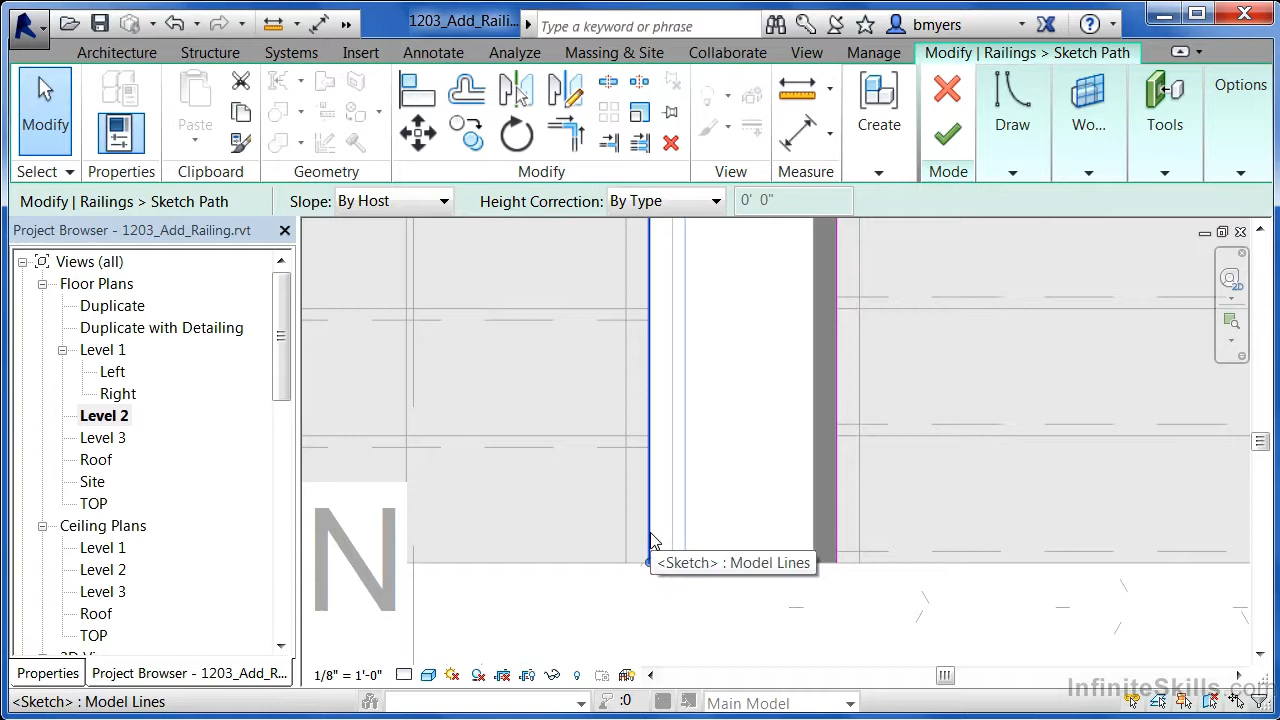 1203_Add_Raili...
Type a keyword or phrase
bmyers
Architecture Structure Systems Insert Annotate Analyze Massing & Site Collaborate View Manage Modify | Railings > Sketch Path
Modify Paste Create Draw Wo... Tools Options
Select Properties Clipboard Geometry Modify View Measure Mode
Modify | Railings > Sketch Path Slope: By Host Height Correction: By Type 0' 0"
Project Browser - 1203_Add_Railing.rvt
Views (all)
Floor Plans
Duplicate
Duplicate with Detailing
Level 1
Left
Right
Level 2
Level 3
Roof
Site
TOP
Ceiling Plans
Level 1
Level 2
Level 3
Roof
TOP
2D
N
<Sketch> : Model Lines
Properties Project Browser - 1203_Add_R... 1/8" = 1'-0"
InfiniteSkills.com
<Sketch> : Model Lines :0 Main Model